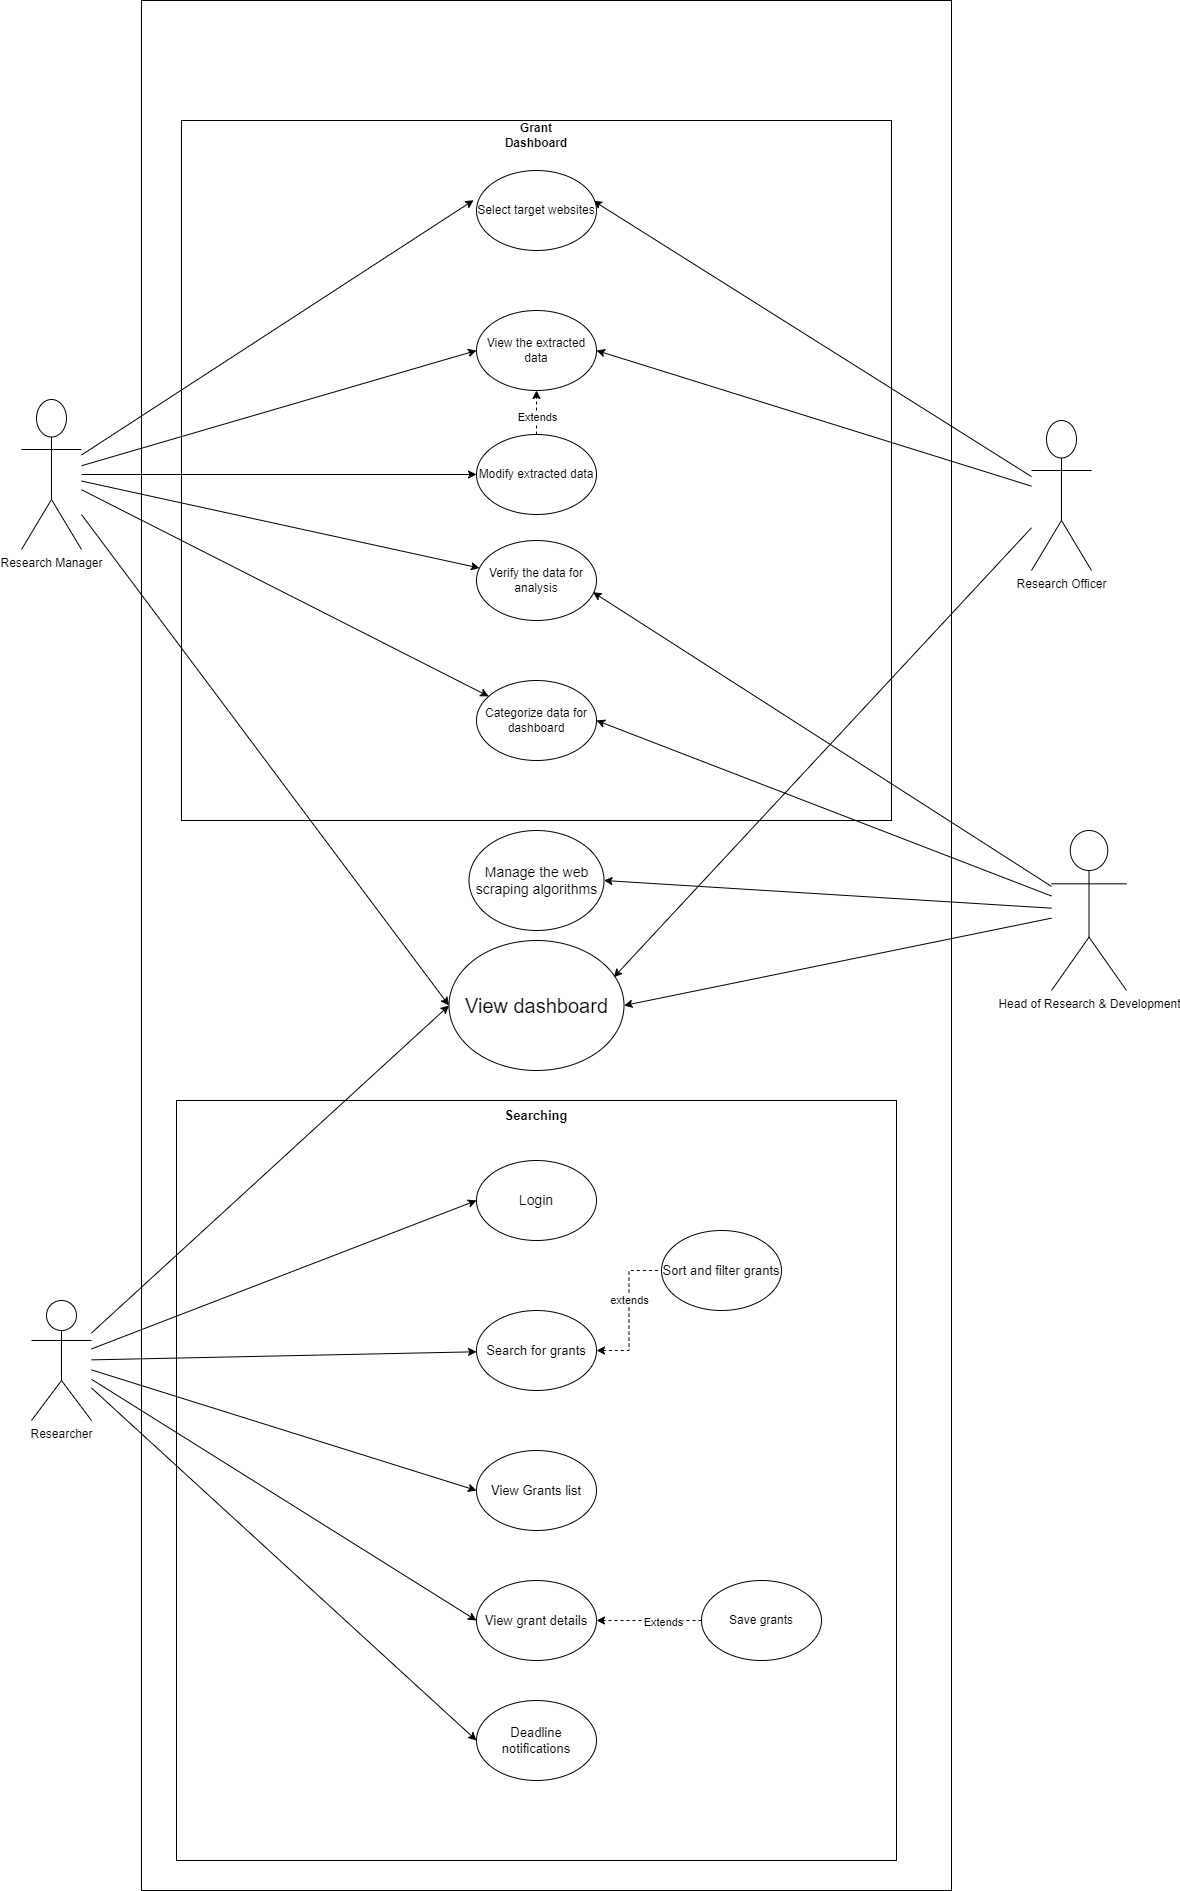 Grant
Dashboard
Select target websites
View the extracted
data
Extends
Modify extracted data
Research Manager
Research Officer
Verify the data for
analysis
Categorize data for
dashboard
Manage the web
scraping algorithms
View dashboard
Head of Research & Development
Searching
Login
Sort and filter grants
extends
Search for grants
Researcher
View Grants list
View grant details
Extends
Save grants
Deadline
notifications